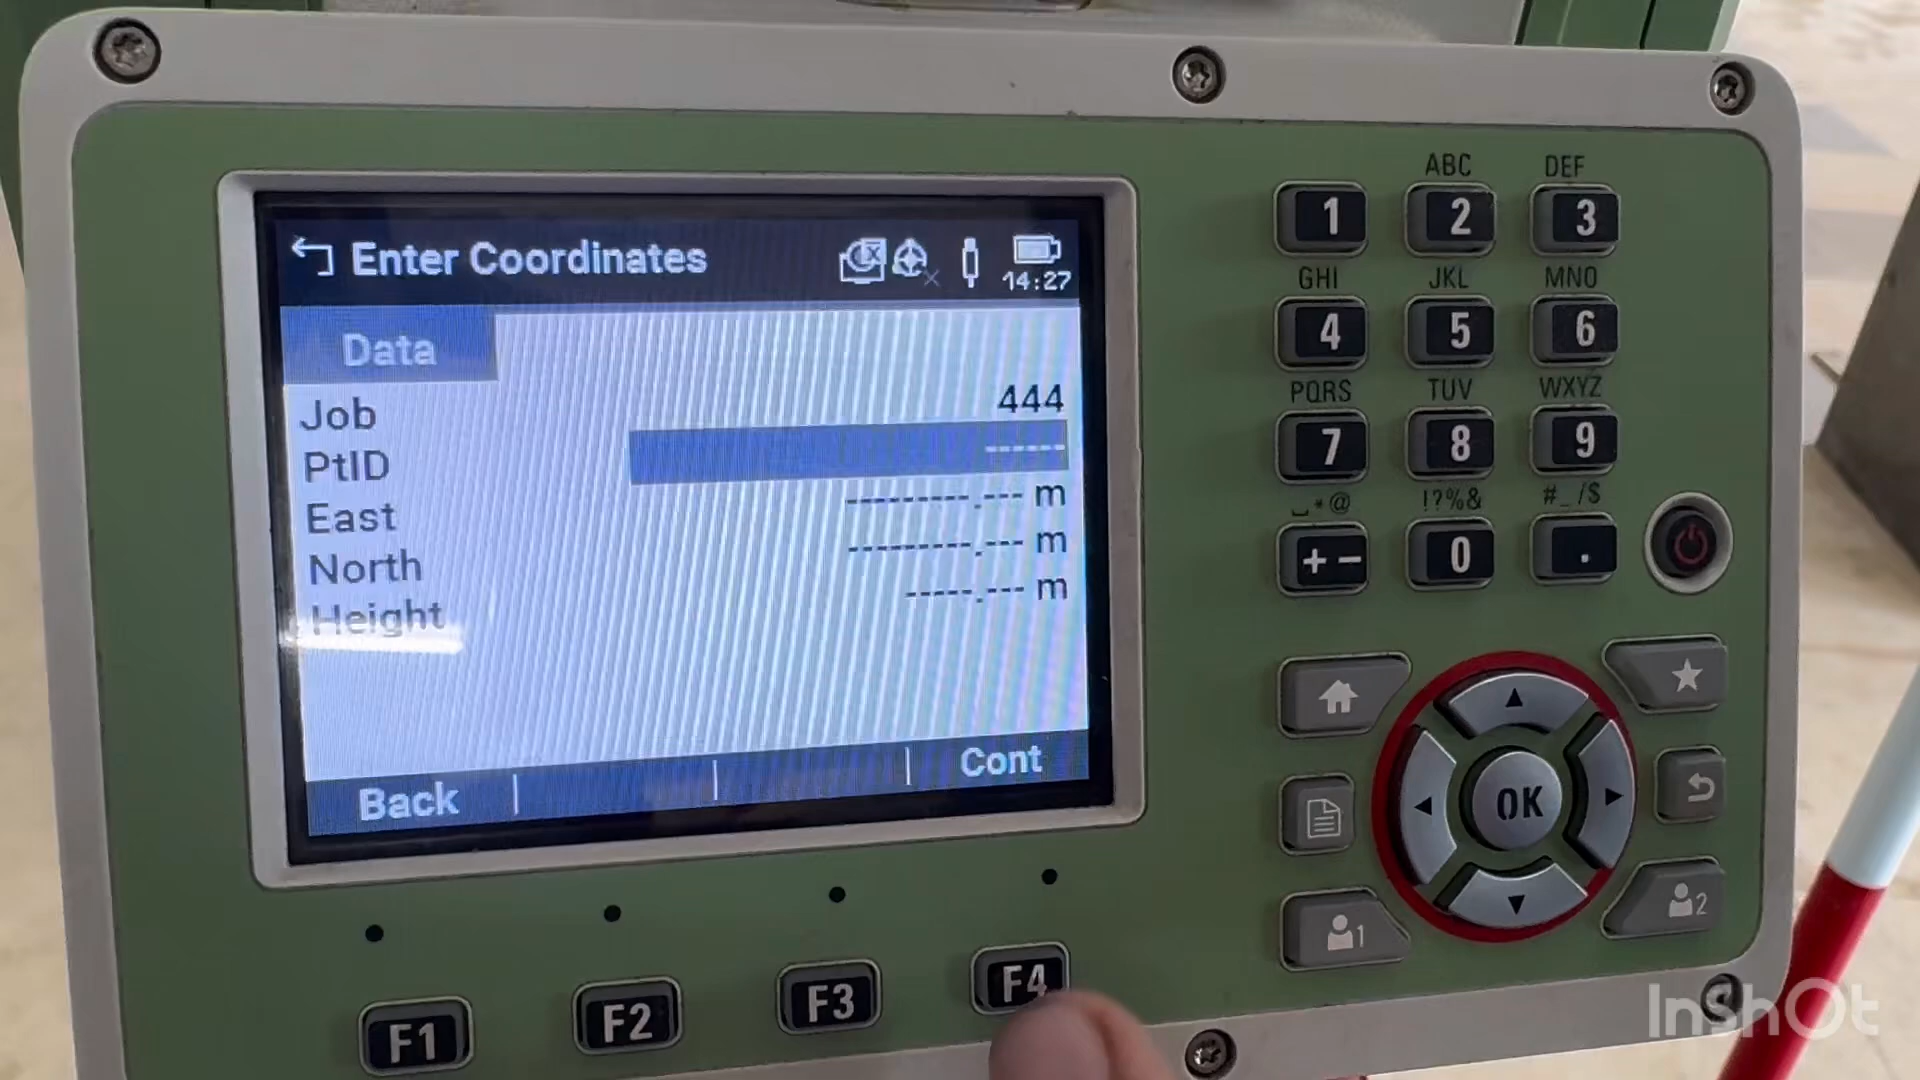 Enter Coordinates
14:27
Data
Job 444
PtID ------
East ---------.--- m
North ---------.--- m
Height -----.--- m
Back Cont
F1 F2 F3 F4
ABC DEF
1 2 3
GHI JKL MNO
4 5 6
PQRS TUV WXYZ
7 8 9
␣*@ !?%& #_/$
+- 0 .
OK
1 2
InShOt